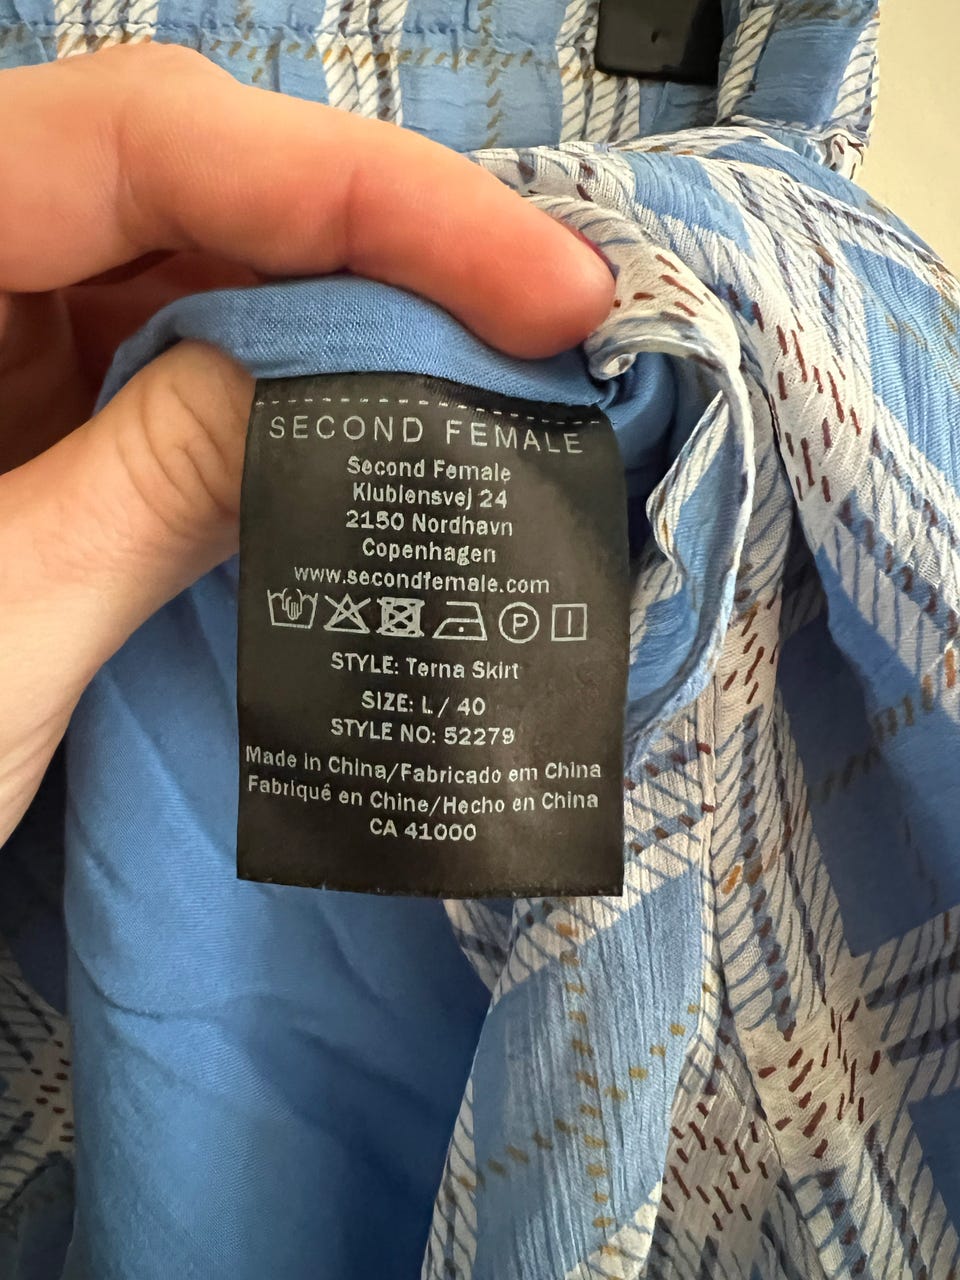 SECOND FEMALE
Second Female
Klubiensvej 24
2150 Nordhavn
Copenhagen
www.secondfemale.com
P
STYLE: Terna Skirt
SIZE: L / 40
STYLE NO: 52279
Made in China/Fabricado em China
Fabriqué en Chine/Hecho en China
CA 41000